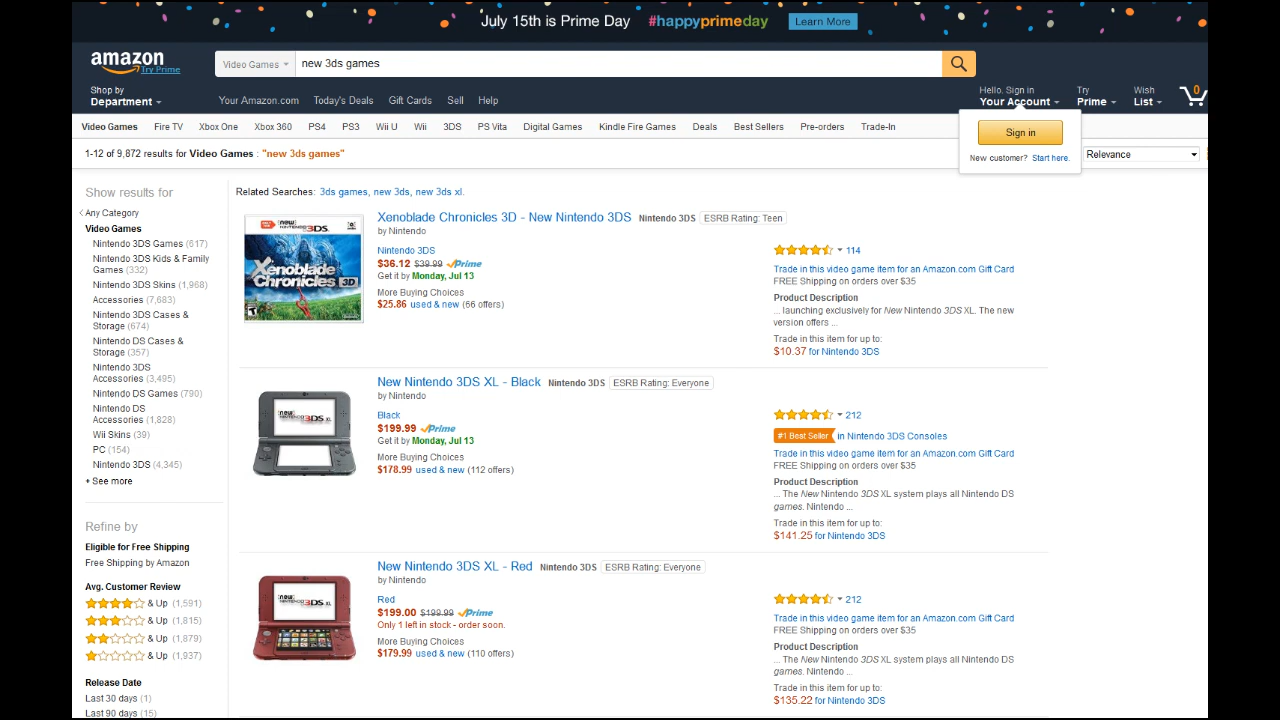 July 15th is Prime Day #happyprimeday Learn More
amazon
Try Prime
Video Games new 3ds games
Shop by
Department
Your Amazon.com Today's Deals Gift Cards Sell Help
Hello. Sign in
Your Account
Try
Prime
Wish
List
0
Video Games Fire TV Xbox One Xbox 360 PS4 PS3 Wii U Wii 3DS PS Vita Digital Games Kindle Fire Games Deals Best Sellers Pre-orders Trade-In
Sign in
New customer? Start here.
1-12 of 9,872 results for Video Games : "new 3ds games"
Relevance
Show results for
Any Category
Video Games
Nintendo 3DS Games (617)
Nintendo 3DS Kids & Family
Games (332)
Nintendo 3DS Skins (1,968)
Accessories (7,683)
Nintendo 3DS Cases &
Storage (674)
Nintendo DS Cases &
Storage (357)
Nintendo 3DS
Accessories (3,495)
Nintendo DS Games (790)
Nintendo DS
Accessories (1,828)
Wii Skins (39)
PC (154)
Nintendo 3DS (4,345)
+ See more
Refine by
Eligible for Free Shipping
Free Shipping by Amazon
Avg. Customer Review
& Up (1,591)
& Up (1,815)
& Up (1,879)
& Up (1,937)
Release Date
Last 30 days (1)
Last 90 days (15)
Related Searches: 3ds games, new 3ds, new 3ds xl.
new
NINTENDO 3DS
Xenoblade
Chronicles 3D
Xenoblade Chronicles 3D - New Nintendo 3DS Nintendo 3DS ESRB Rating: Teen
by Nintendo
Nintendo 3DS
$36.12 $39.99 Prime
Get it by Monday, Jul 13
More Buying Choices
$25.86 used & new (66 offers)
114
Trade in this video game item for an Amazon.com Gift Card
FREE Shipping on orders over $35
Product Description
... launching exclusively for New Nintendo 3DS XL. The new
version offers ...
Trade in this item for up to:
$10.37 for Nintendo 3DS
new
NINTENDO 3DS XL
New Nintendo 3DS XL - Black Nintendo 3DS ESRB Rating: Everyone
by Nintendo
Black
$199.99 Prime
Get it by Monday, Jul 13
More Buying Choices
$178.99 used & new (112 offers)
212
#1 Best Seller in Nintendo 3DS Consoles
Trade in this video game item for an Amazon.com Gift Card
FREE Shipping on orders over $35
Product Description
... The New Nintendo 3DS XL system plays all Nintendo DS
games. Nintendo ...
Trade in this item for up to:
$141.25 for Nintendo 3DS
new
NINTENDO 3DS XL
New Nintendo 3DS XL - Red Nintendo 3DS ESRB Rating: Everyone
by Nintendo
Red
$199.00 $199.99 Prime
Only 1 left in stock - order soon.
More Buying Choices
$179.99 used & new (110 offers)
212
Trade in this video game item for an Amazon.com Gift Card
FREE Shipping on orders over $35
Product Description
... The New Nintendo 3DS XL system plays all Nintendo DS
games. Nintendo ...
Trade in this item for up to:
$135.22 for Nintendo 3DS